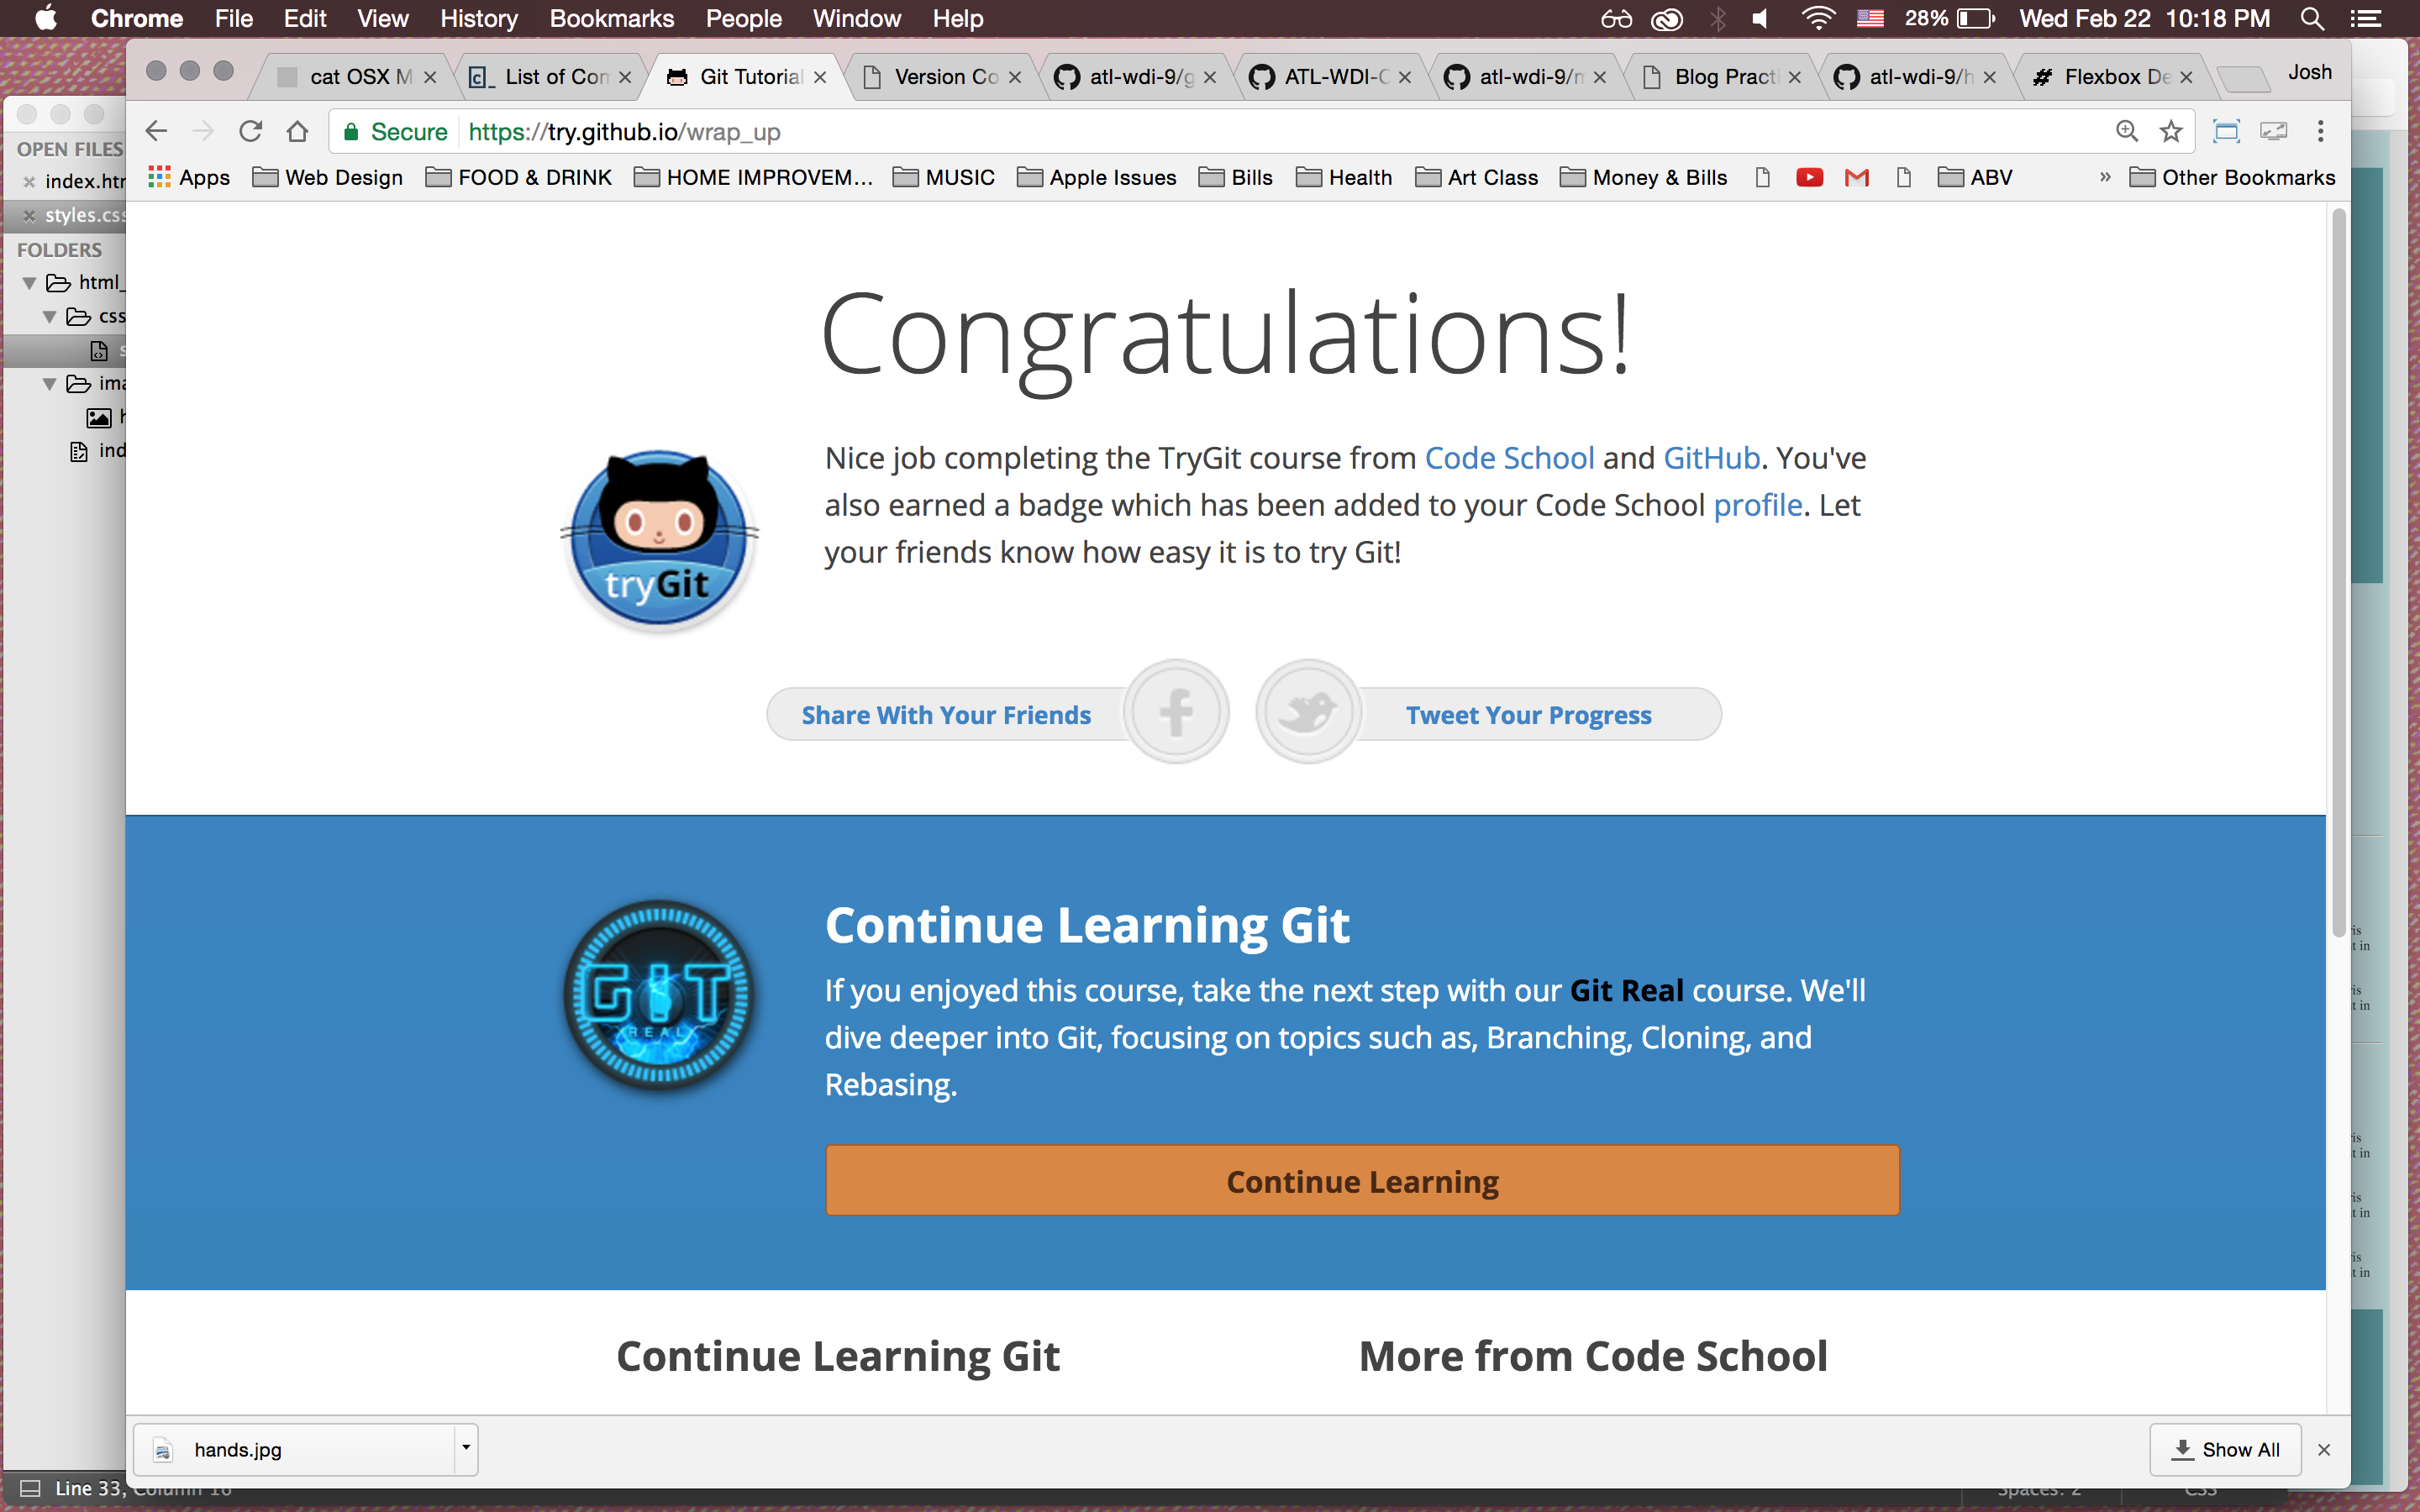 Chrome File Edit View History Bookmarks People Window Help 28% Wed Feb 22 10:18 PM
cat OSX M List of Com Git Tutorial Version Co atl-wdi-9/g ATL-WDI-C atl-wdi-9/m Blog Practi atl-wdi-9/h Flexbox De Josh
Secure https://try.github.io/wrap_up
Apps Web Design FOOD & DRINK HOME IMPROVEM... MUSIC Apple Issues Bills Health Art Class Money & Bills ABV » Other Bookmarks
OPEN FILES
index.htm
styles.css
FOLDERS
html_
css
ima
ind
Congratulations!
Nice job completing the TryGit course from Code School and GitHub. You've
also earned a badge which has been added to your Code School profile. Let
your friends know how easy it is to try Git!
tryGit
Share With Your Friends
Tweet Your Progress
GIT
REAL
Continue Learning Git
If you enjoyed this course, take the next step with our Git Real course. We'll
dive deeper into Git, focusing on topics such as, Branching, Cloning, and
Rebasing.
Continue Learning
Continue Learning Git
More from Code School
hands.jpg
Show All
Line 33, Column 16
Spaces: 2
CSS